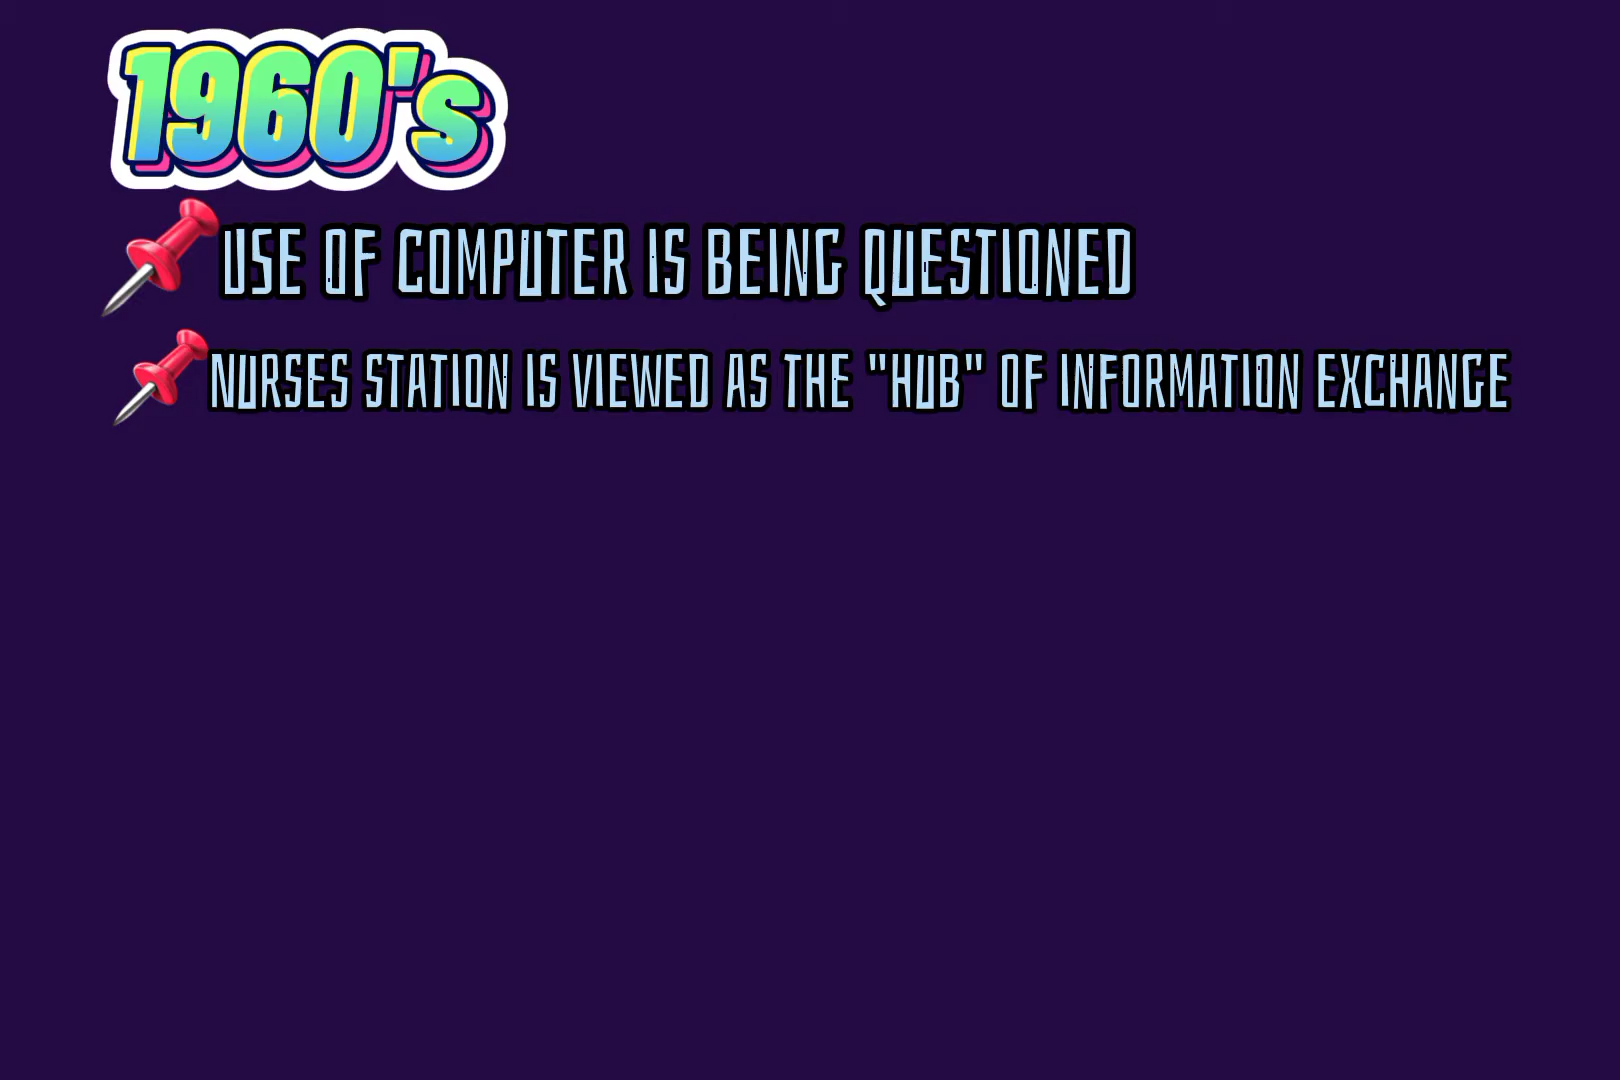 1960's
USE OF COMPUTER IS BEING QUESTIONED
NURSES STATION IS VIEWED AS THE "HUB" OF INFORMATION EXCHANGE